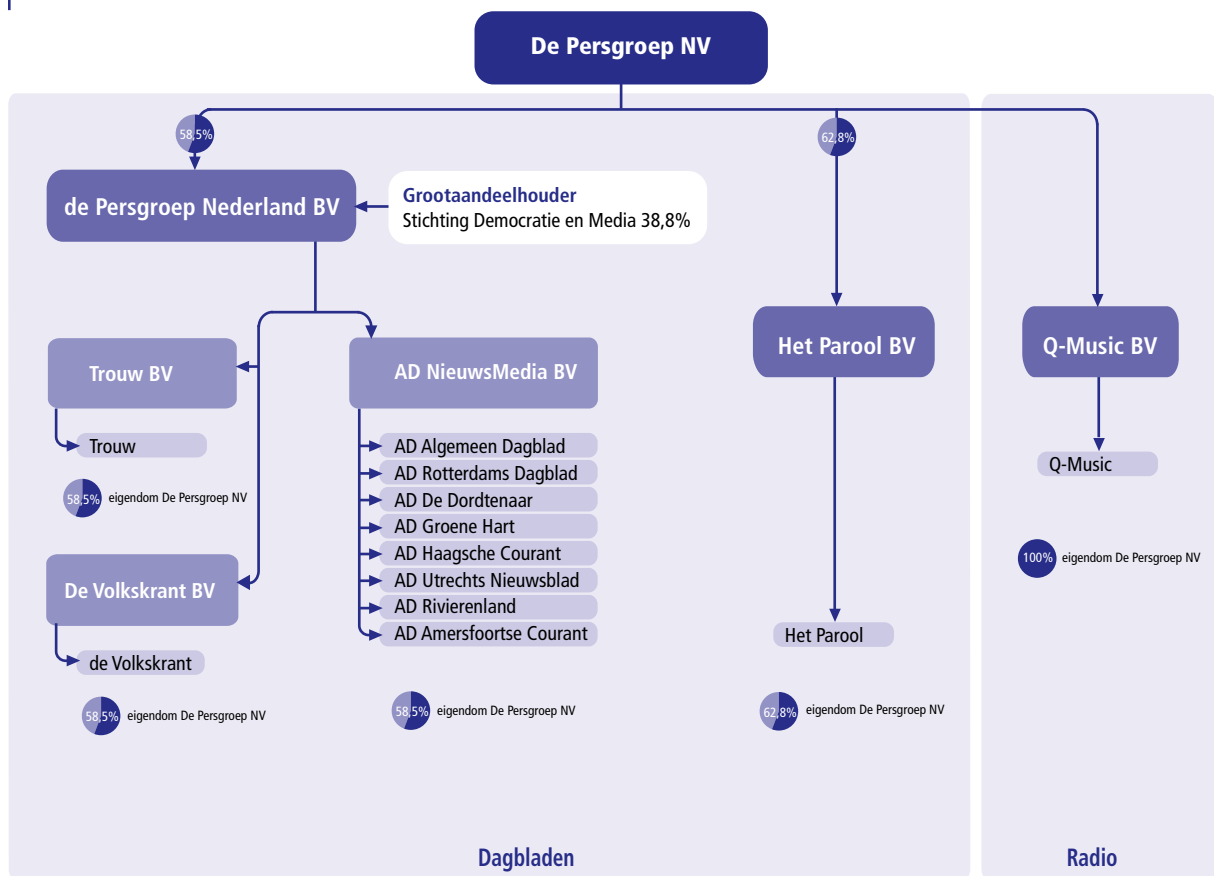 De Persgroep NV
58,5%
62,8%
de Persgroep Nederland BV
Grootaandeelhouder
Stichting Democratie en Media 38,8%
Trouw BV
Trouw
58,5% eigendom De Persgroep NV
De Volkskrant BV
de Volkskrant
58,5% eigendom De Persgroep NV
AD NieuwsMedia BV
AD Algemeen Dagblad
AD Rotterdams Dagblad
AD De Dordtenaar
AD Groene Hart
AD Haagsche Courant
AD Utrechts Nieuwsblad
AD Rivierenland
AD Amersfoortse Courant
58,5% eigendom De Persgroep NV
Het Parool BV
Het Parool
62,8% eigendom De Persgroep NV
Q-Music BV
Q-Music
100% eigendom De Persgroep NV
Dagbladen
Radio